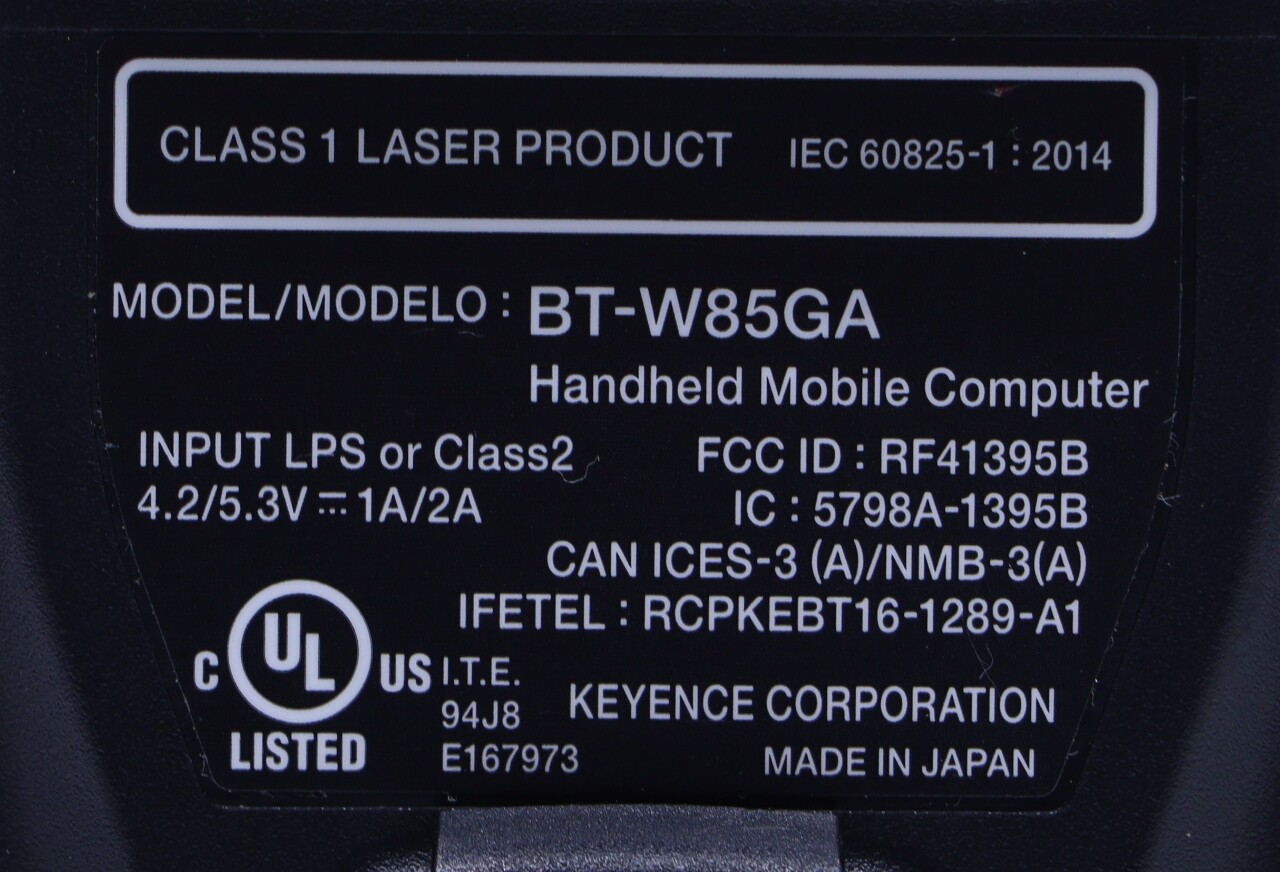 CLASS 1 LASER PRODUCT IEC 60825-1 : 2014
MODEL/MODELO : BT-W85GA
Handheld Mobile Computer
INPUT LPS or Class2 FCC ID : RF41395B
4.2/5.3V ⎓ 1A/2A IC : 5798A-1395B
CAN ICES-3 (A)/NMB-3(A)
IFETEL : RCPKEBT16-1289-A1
C UL US I.T.E.
94J8 KEYENCE CORPORATION
LISTED E167973 MADE IN JAPAN